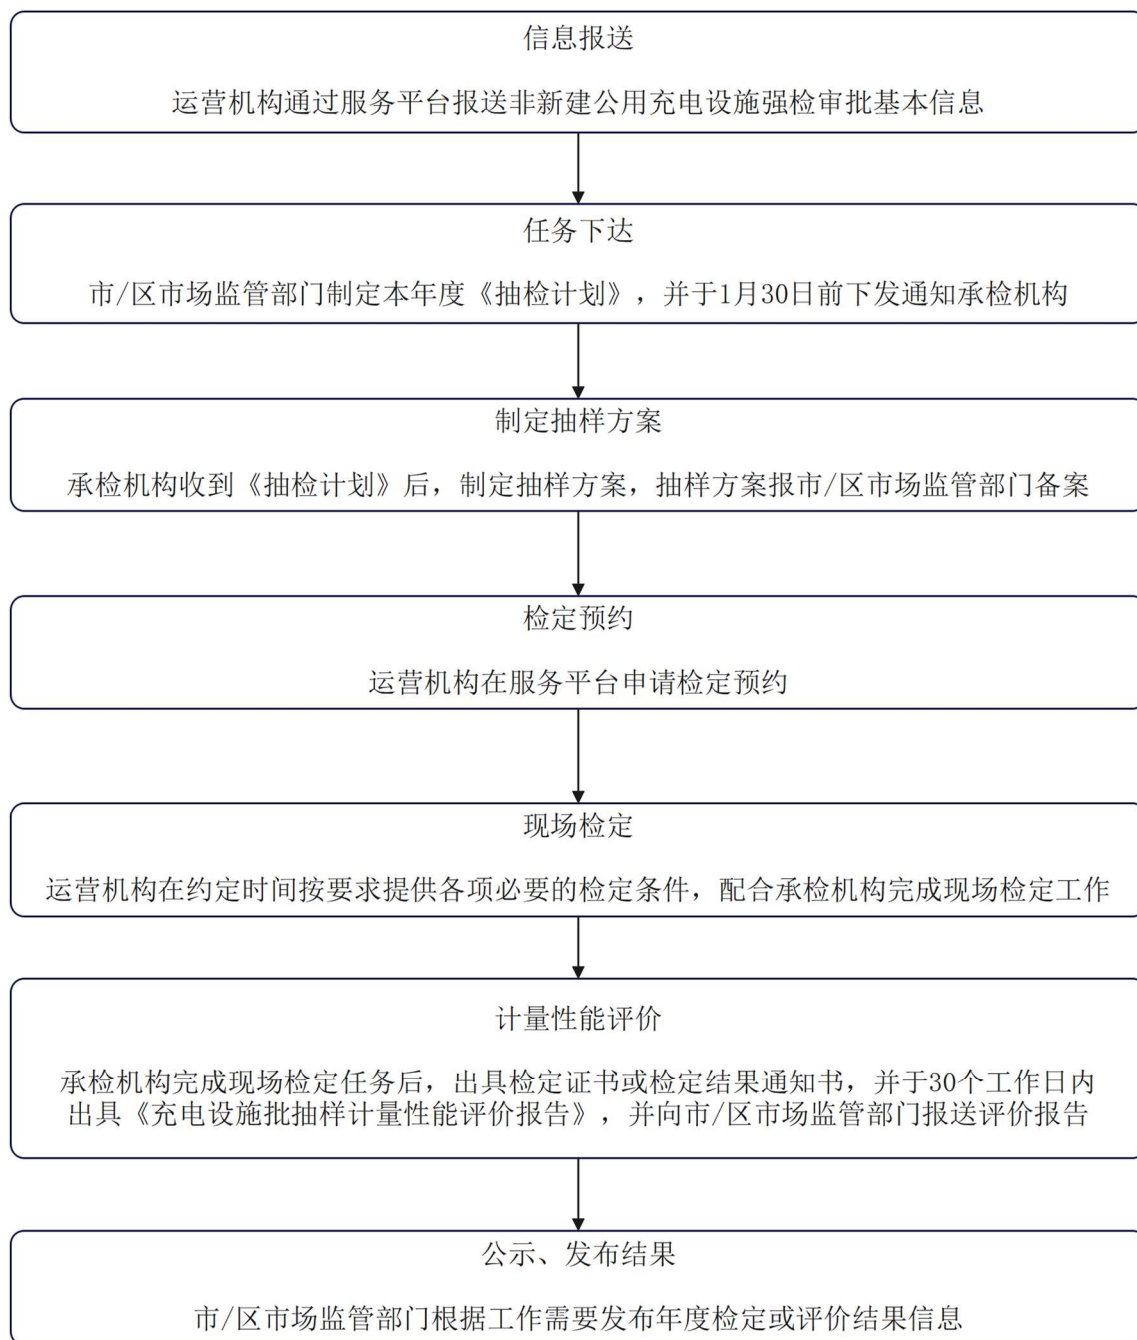 信息报送
运营机构通过服务平台报送非新建公用充电设施强检审批基本信息
任务下达
市/区市场监管部门制定本年度《抽检计划》，并于1月30日前下发通知承检机构
制定抽样方案
承检机构收到《抽检计划》后，制定抽样方案，抽样方案报市/区市场监管部门备案
检定预约
运营机构在服务平台申请检定预约
现场检定
运营机构在约定时间按要求提供各项必要的检定条件，配合承检机构完成现场检定工作
计量性能评价
承检机构完成现场检定任务后，出具检定证书或检定结果通知书，并于30个工作日内
出具《充电设施批抽样计量性能评价报告》，并向市/区市场监管部门报送评价报告
公示、发布结果
市/区市场监管部门根据工作需要发布年度检定或评价结果信息